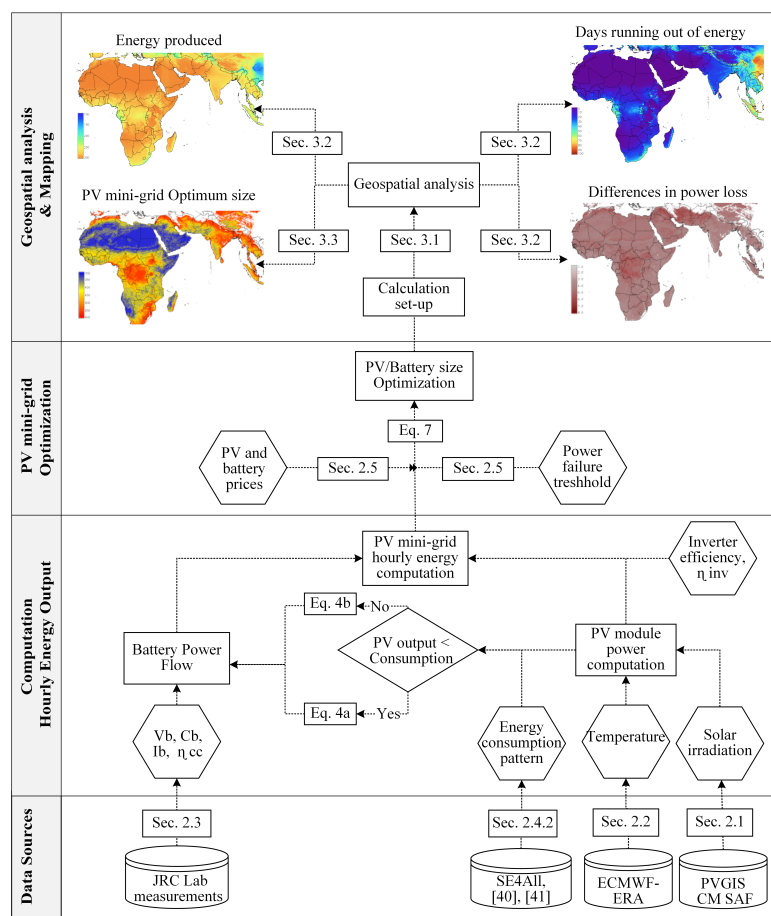 Geospatial analysis
& Mapping
Energy produced
Days running out of energy
Sec. 3.2
Sec. 3.2
Geospatial analysis
PV mini-grid Optimum size
Differences in power loss
Sec. 3.3
Sec. 3.1
Sec. 3.2
Calculation
set-up
PV mini-grid
Optimization
PV/Battery size
Optimization
Eq. 7
PV and
battery
prices
Sec. 2.5
Sec. 2.5
Power
failure
treshhold
Computation
Hourly Energy Output
PV mini-grid
hourly energy
computation
Inverter
efficiency,
η inv
Eq. 4b
No
Battery Power
Flow
PV output <
Consumption
PV module
power
computation
Eq. 4a
Yes
Vb, Cb,
Ib, η cc
Energy
consumption
pattern
Temperature
Solar
irradiation
Data Sources
Sec. 2.3
Sec. 2.4.2
Sec. 2.2
Sec. 2.1
JRC Lab
measurements
SE4All,
[40], [41]
ECMWF-
ERA
PVGIS
CM SAF